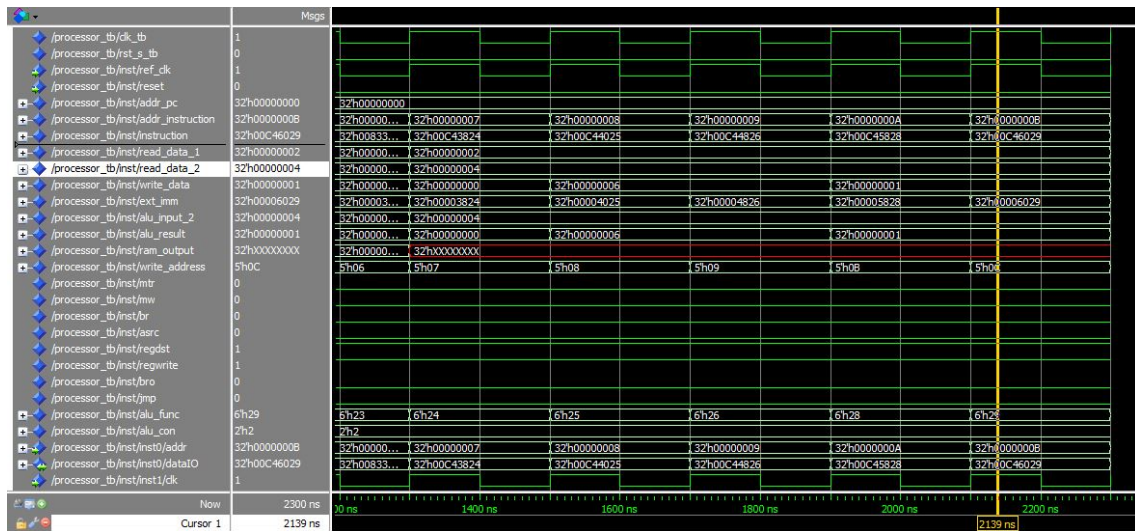 Msgs
/processor_tb/clk_tb 1
/processor_tb/rst_s_tb 0
/processor_tb/inst/ref_clk 1
/processor_tb/inst/reset 0
/processor_tb/inst/addr_pc 32'h00000000 32'h00000000
/processor_tb/inst/addr_instruction 32'h0000000B 32'h00000... 32'h00000007 32'h00000008 32'h00000009 32'h0000000A 32'h0000000B
/processor_tb/inst/instruction 32'h00C46029 32'h00833... 32'h00C43824 32'h00C44025 32'h00C44826 32'h00C45828 32'h00C46029
/processor_tb/inst/read_data_1 32'h00000002 32'h00000... 32'h00000002
/processor_tb/inst/read_data_2 32'h00000004 32'h00000... 32'h00000004
/processor_tb/inst/write_data 32'h00000001 32'h00000... 32'h00000000 32'h00000006 32'h00000001
/processor_tb/inst/ext_imm 32'h00006029 32'h00003... 32'h00003824 32'h00004025 32'h00004826 32'h00005828 32'h00006029
/processor_tb/inst/alu_input_2 32'h00000004 32'h00000... 32'h00000004
/processor_tb/inst/alu_result 32'h00000001 32'h00000... 32'h00000000 32'h00000006 32'h00000001
/processor_tb/inst/ram_output 32'hXXXXXXXX 32'h00000... 32'hXXXXXXXX
/processor_tb/inst/write_address 5'h0C 5'h06 5'h07 5'h08 5'h09 5'h0B 5'h0C
/processor_tb/inst/mtr 0
/processor_tb/inst/mw 0
/processor_tb/inst/br 0
/processor_tb/inst/asrc 0
/processor_tb/inst/regdst 1
/processor_tb/inst/regwrite 1
/processor_tb/inst/bro 0
/processor_tb/inst/jmp 0
/processor_tb/inst/alu_func 6'h29 6'h23 6'h24 6'h25 6'h26 6'h28 6'h29
/processor_tb/inst/alu_con 2'h2 2'h2
/processor_tb/inst/inst0/addr 32'h0000000B 32'h00000... 32'h00000007 32'h00000008 32'h00000009 32'h0000000A 32'h0000000B
/processor_tb/inst/inst0/dataIO 32'h00C46029 32'h00833... 32'h00C43824 32'h00C44025 32'h00C44826 32'h00C45828 32'h00C46029
/processor_tb/inst/inst1/clk 1
Now 2300 ns 00 ns 1400 ns 1600 ns 1800 ns 2000 ns 2200 ns
Cursor 1 2139 ns 2139 ns